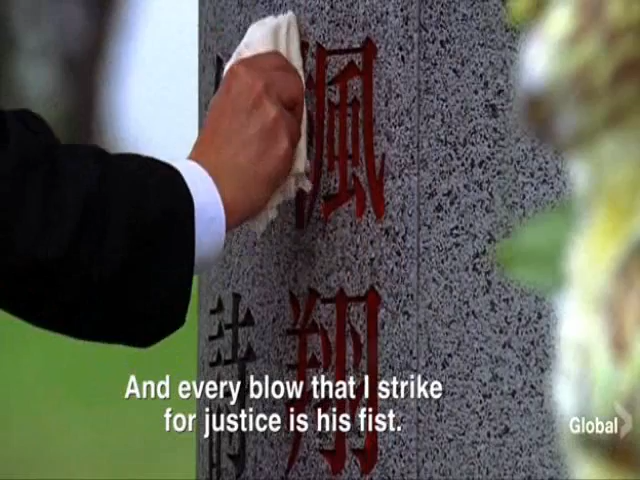 翔
And every blow that I strike
for justice is his fist.
Global